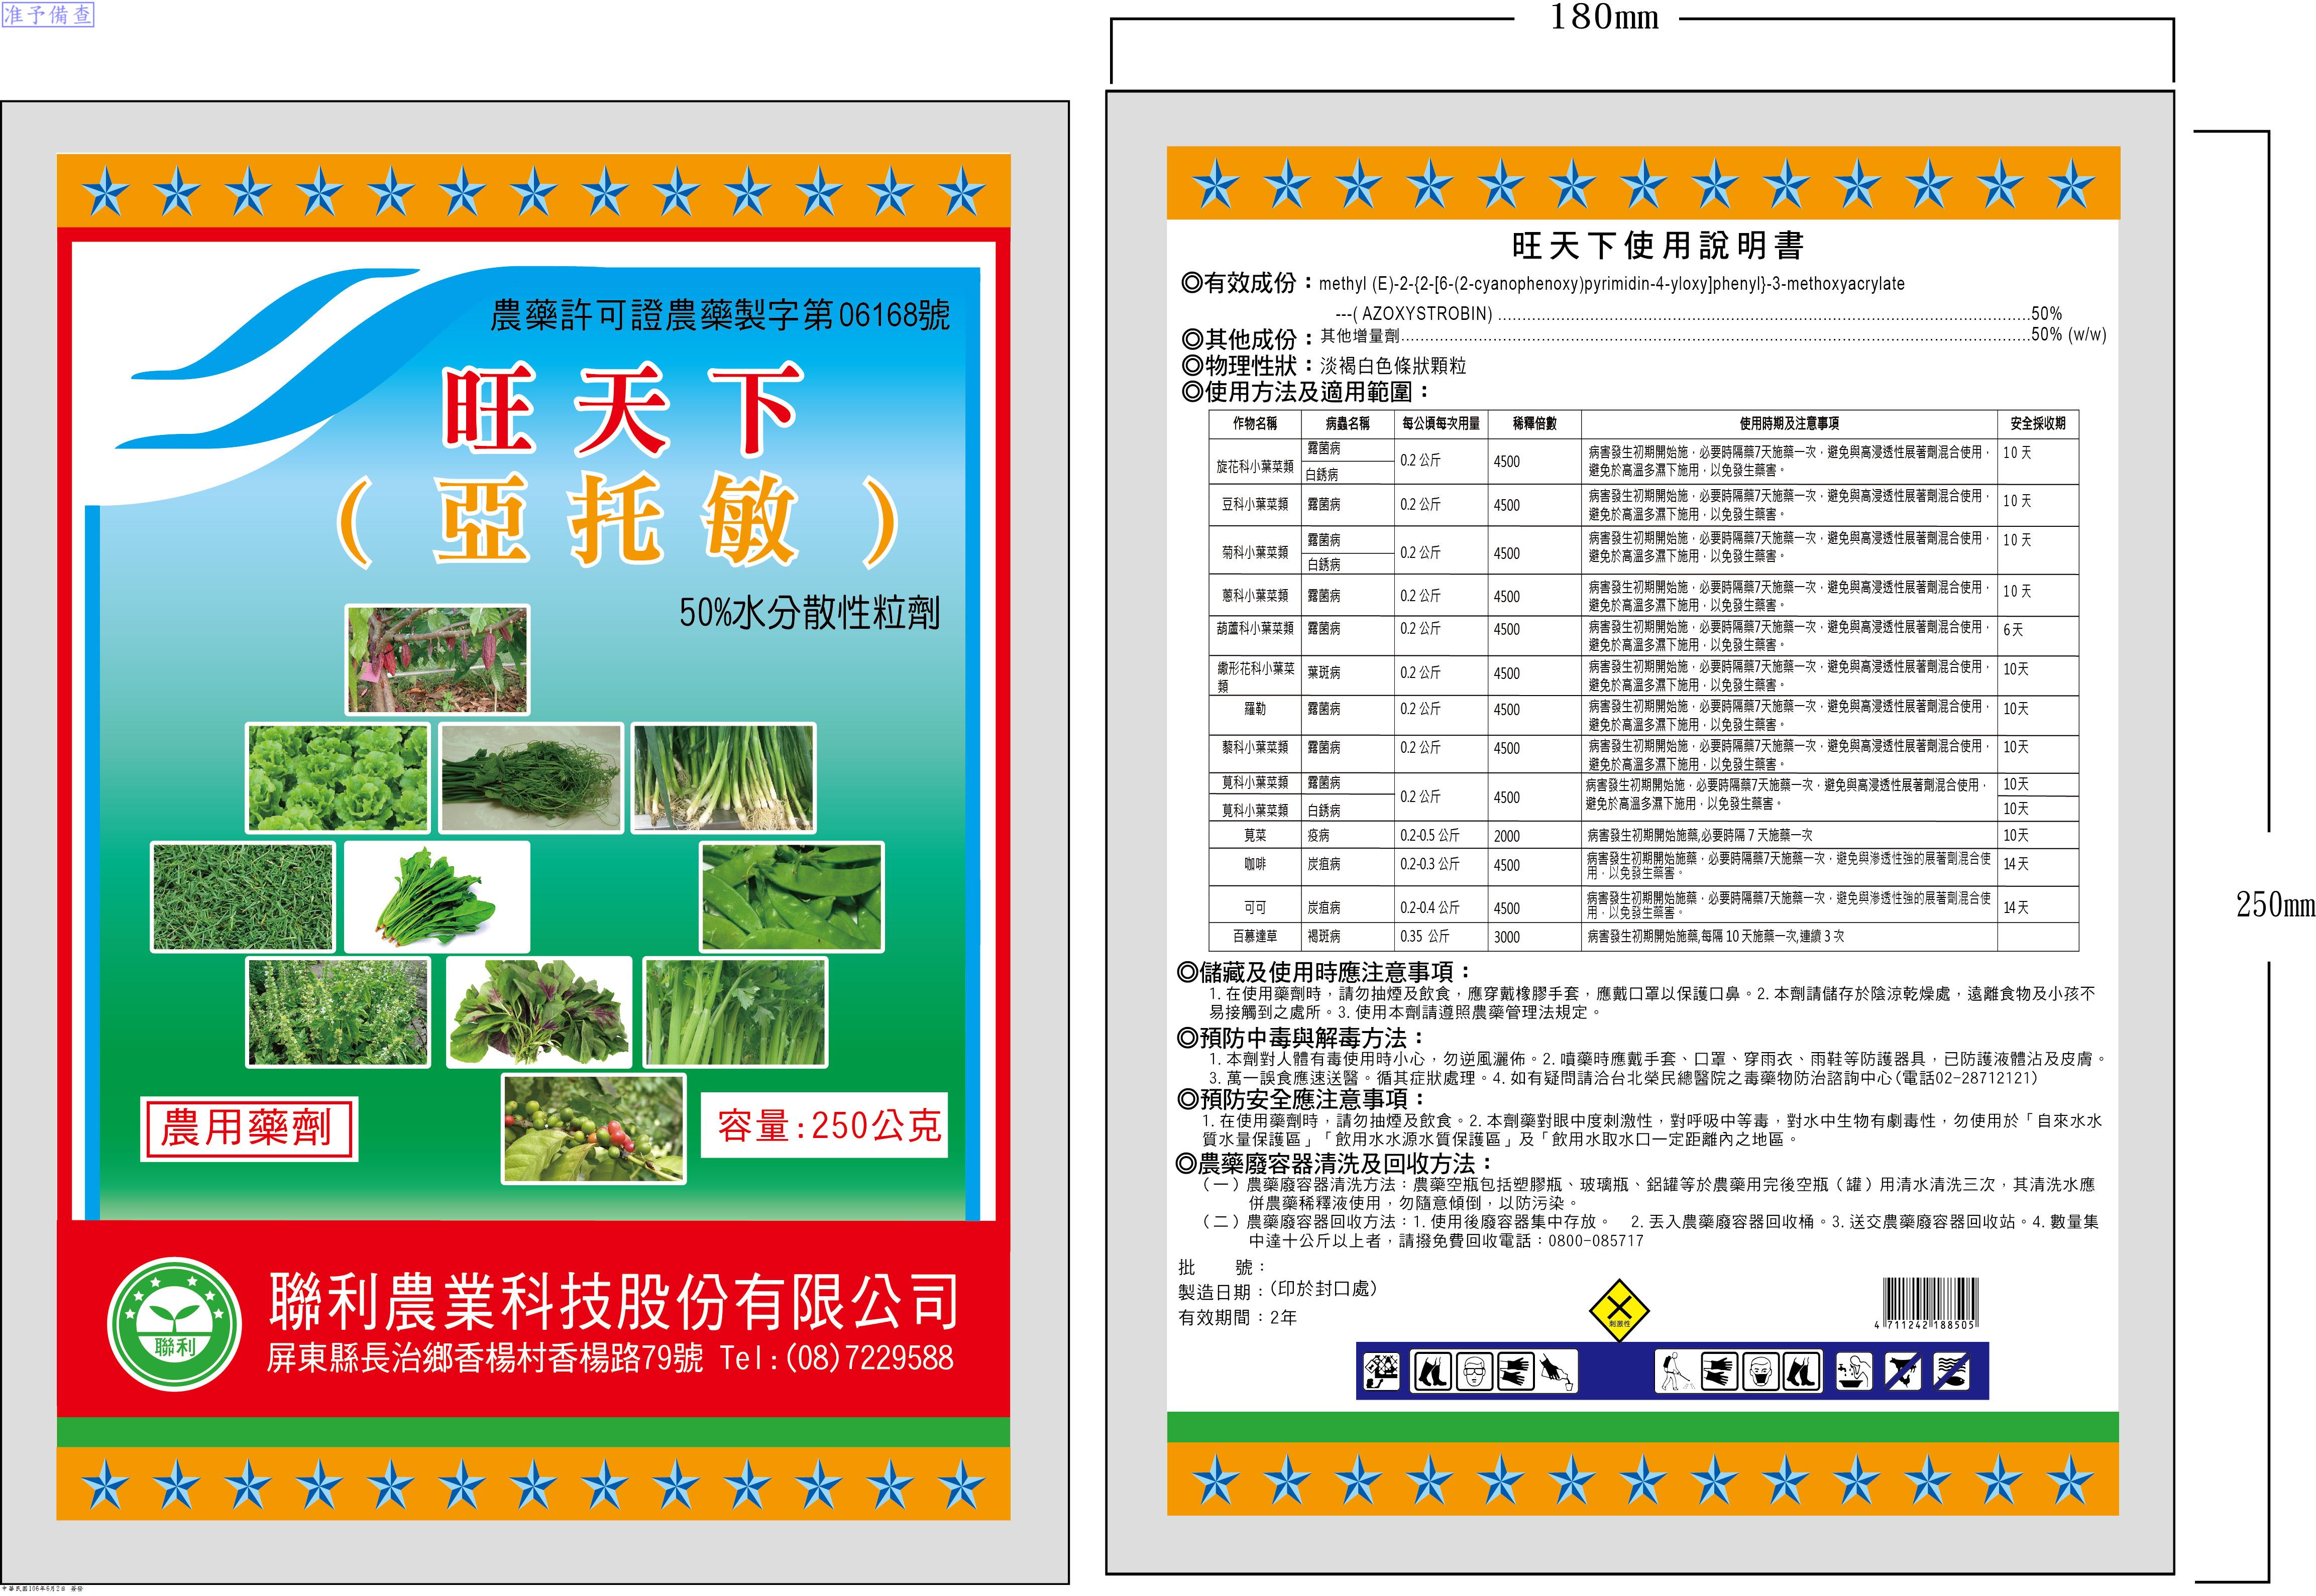 准予備查
180mm
250mm
農藥許可證農藥製字第06168號
旺天下
(亞托敏)
50%水分散性粒劑
農用藥劑
容量:250公克
聯利
聯利農業科技股份有限公司
屏東縣長治鄉香楊村香楊路79號 Tel:(08)7229588
中華民國106年6月2日 簽發
旺天下使用說明書
◎有效成份：methyl (E)-2-{2-[6-(2-cyanophenoxy)pyrimidin-4-yloxy]phenyl}-3-methoxyacrylate
---( AZOXYSTROBIN) ........50%
◎其他成份：其他增量劑........50% (w/w)
◎物理性狀：淡褐白色條狀顆粒
◎使用方法及適用範圍：
作物名稱 病蟲名稱 每公頃每次用量 稀釋倍數 使用時期及注意事項 安全採收期
旋花科小葉菜類 露菌病 白銹病 0.2 公斤 4500 病害發生初期開始施，必要時隔藥7天施藥一次，避免與高浸透性展著劑混合使用， 10 天
避免於高溫多濕下施用，以免發生藥害。
豆科小葉菜類 露菌病 0.2 公斤 4500 病害發生初期開始施，必要時隔藥7天施藥一次，避免與高浸透性展著劑混合使用， 10 天
避免於高溫多濕下施用，以免發生藥害。
菊科小葉菜類 露菌病 白銹病 0.2 公斤 4500 病害發生初期開始施，必要時隔藥7天施藥一次，避免與高浸透性展著劑混合使用， 10 天
避免於高溫多濕下施用，以免發生藥害。
蔥科小葉菜類 露菌病 0.2 公斤 4500 病害發生初期開始施，必要時隔藥7天施藥一次，避免與高浸透性展著劑混合使用， 10 天
避免於高溫多濕下施用，以免發生藥害。
葫蘆科小葉菜類 露菌病 0.2 公斤 4500 病害發生初期開始施，必要時隔藥7天施藥一次，避免與高浸透性展著劑混合使用， 6 天
避免於高溫多濕下施用，以免發生藥害。
繖形花科小葉菜 葉斑病 0.2 公斤 4500 病害發生初期開始施，必要時隔藥7天施藥一次，避免與高浸透性展著劑混合使用， 10天
類 避免於高溫多濕下施用，以免發生藥害。
羅勒 露菌病 0.2 公斤 4500 病害發生初期開始施，必要時隔藥7天施藥一次，避免與高浸透性展著劑混合使用， 10天
避免於高溫多濕下施用，以免發生藥害。
藜科小葉菜類 露菌病 0.2 公斤 4500 病害發生初期開始施，必要時隔藥7天施藥一次，避免與高浸透性展著劑混合使用， 10天
避免於高溫多濕下施用，以免發生藥害。
莧科小葉菜類 露菌病 0.2 公斤 4500 病害發生初期開始施，必要時隔藥7天施藥一次，避免與高浸透性展著劑混合使用， 10天
莧科小葉菜類 白銹病 避免於高溫多濕下施用，以免發生藥害。 10天
莧菜 疫病 0.2-0.5 公斤 2000 病害發生初期開始施藥,必要時隔 7 天施藥一次 10天
咖啡 炭疽病 0.2-0.3 公斤 4500 病害發生初期開始施藥，必要時隔藥7天施藥一次，避免與滲透性強的展著劑混合使 14天
用，以免發生藥害。
可可 炭疽病 0.2-0.4 公斤 4500 病害發生初期開始施藥，必要時隔藥7天施藥一次，避免與滲透性強的展著劑混合使 14天
用，以免發生藥害。
百慕達草 褐斑病 0.35 公斤 3000 病害發生初期開始施藥,每隔 10 天施藥一次,連續 3 次
◎儲藏及使用時應注意事項：
1. 在使用藥劑時，請勿抽煙及飲食，應穿戴橡膠手套，應戴口罩以保護口鼻。2. 本劑請儲存於陰涼乾燥處，遠離食物及小孩不
易接觸到之處所。3. 使用本劑請遵照農藥管理法規定。
◎預防中毒與解毒方法：
1. 本劑對人體有毒使用時小心，勿逆風灑佈。2. 噴藥時應戴手套、口罩、穿雨衣、雨鞋等防護器具，已防護液體沾及皮膚。
3. 萬一誤食應速送醫。循其症狀處理。4. 如有疑問請洽台北榮民總醫院之毒藥物防治諮詢中心(電話02-28712121)
◎預防安全應注意事項：
1. 在使用藥劑時，請勿抽煙及飲食。2. 本劑藥對眼中度刺激性，對呼吸中等毒，對水中生物有劇毒性，勿使用於「自來水水
質水量保護區」「飲用水水源水質保護區」及「飲用水取水口一定距離內之地區。
◎農藥廢容器清洗及回收方法：
（一）農藥廢容器清洗方法：農藥空瓶包括塑膠瓶、玻璃瓶、鋁罐等於農藥用完後空瓶（罐）用清水清洗三次，其清洗水應
併農藥稀釋液使用，勿隨意傾倒，以防污染。
（二）農藥廢容器回收方法：1. 使用後廢容器集中存放。 2. 丟入農藥廢容器回收桶。3. 送交農藥廢容器回收站。4. 數量集
中達十公斤以上者，請撥免費回收電話：0800-085717
批 號：
製造日期：(印於封口處)
有效期間：2年
刺激性
4 711242 188505